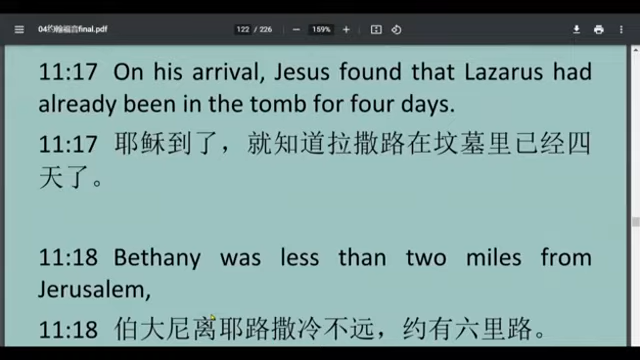 04约翰福音final.pdf
122 / 226
159%
11:17 On his arrival, Jesus found that Lazarus had
already been in the tomb for four days.
11:17 耶稣到了，就知道拉撒路在坟墓里已经四
天了。
11:18 Bethany was less than two miles from
Jerusalem,
11:18 伯大尼离耶路撒冷不远，约有六里路。